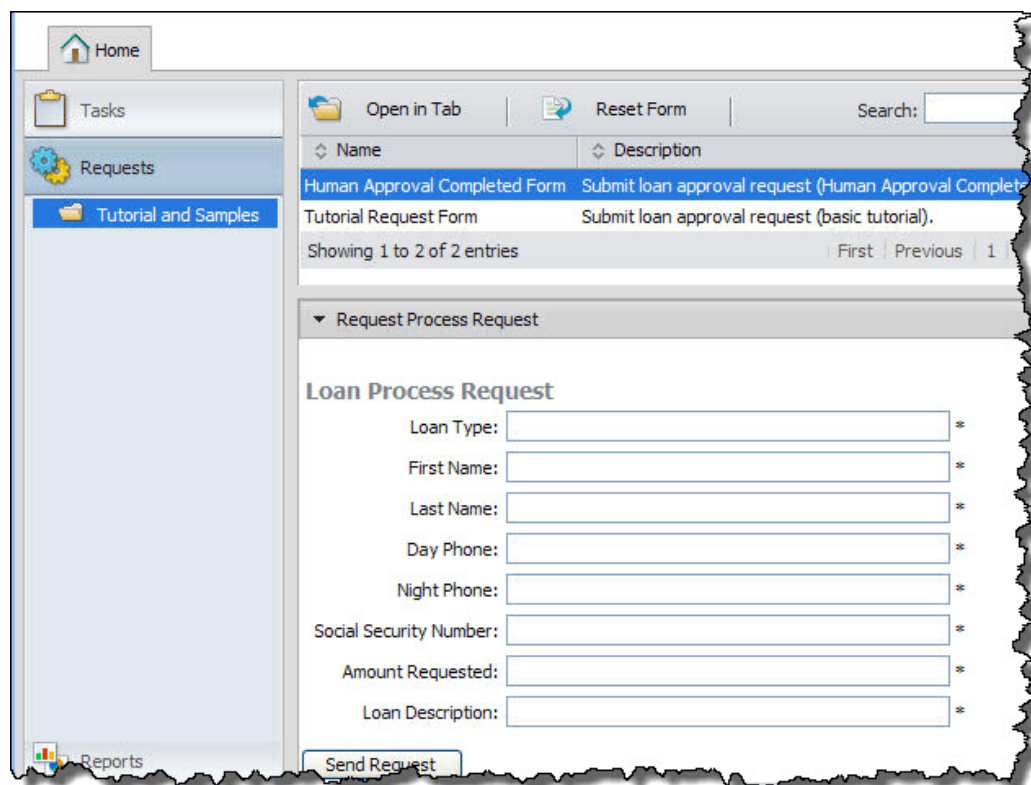 Home
Tasks
Requests
Tutorial and Samples
Reports
Open in Tab Reset Form Search:
Name Description
Human Approval Completed Form Submit loan approval request (Human Approval Complete
Tutorial Request Form Submit loan approval request (basic tutorial).
Showing 1 to 2 of 2 entries First Previous 1
Request Process Request
Loan Process Request
Loan Type: *
First Name: *
Last Name: *
Day Phone: *
Night Phone: *
Social Security Number: *
Amount Requested: *
Loan Description: *
Send Request